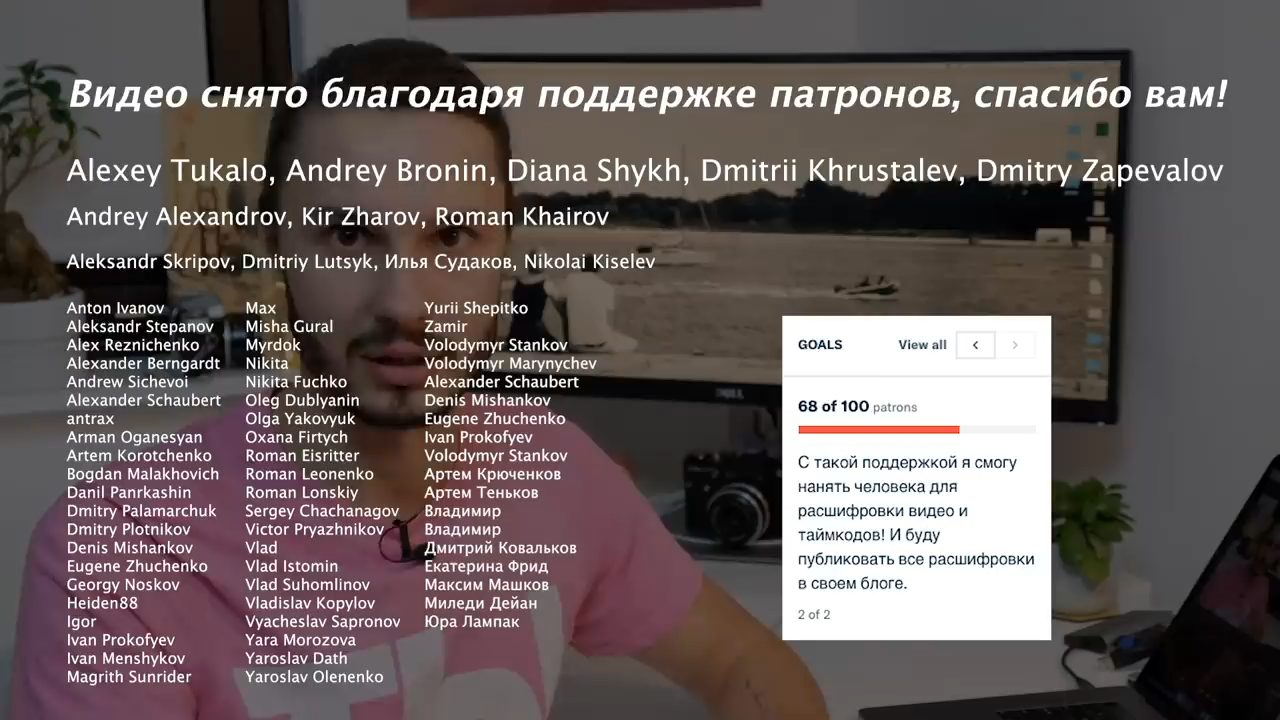 Видео снято благодаря поддержке патронов, спасибо вам!
Alexey Tukalo, Andrey Bronin, Diana Shykh, Dmitrii Khrustalev, Dmitry Zapevalov
Andrey Alexandrov, Kir Zharov, Roman Khairov
Aleksandr Skripov, Dmitriy Lutsyk, Илья Судаков, Nikolai Kiselev
Anton Ivanov
Aleksandr Stepanov
Alex Reznichenko
Alexander Berngardt
Andrew Sichevoi
Alexander Schaubert
antrax
Arman Oganesyan
Artem Korotchenko
Bogdan Malakhovich
Danil Panrkashin
Dmitry Palamarchuk
Dmitry Plotnikov
Denis Mishankov
Eugene Zhuchenko
Georgy Noskov
Heiden88
Igor
Ivan Prokofyev
Ivan Menshykov
Magrith Sunrider
Max
Misha Gural
Myrdok
Nikita
Nikita Fuchko
Oleg Dublyanin
Olga Yakovyuk
Oxana Firtych
Roman Eisritter
Roman Leonenko
Roman Lonskiy
Sergey Chachanagov
Victor Pryazhnikov
Vlad
Vlad Istomin
Vlad Suhomlinov
Vladislav Kopylov
Vyacheslav Sapronov
Yara Morozova
Yaroslav Dath
Yaroslav Olenenko
Yurii Shepitko
Zamir
Volodymyr Stankov
Volodymyr Marynychev
Alexander Schaubert
Denis Mishankov
Eugene Zhuchenko
Ivan Prokofyev
Volodymyr Stankov
Артем Крюченков
Артем Теньков
Владимир
Владимир
Дмитрий Ковальков
Екатерина Фрид
Максим Машков
Миледи Дейан
Юра Лампак
GOALS View all
68 of 100 patrons
С такой поддержкой я смогу
нанять человека для
расшифровки видео и
таймкодов! И буду
публиковать все расшифровки
в своем блоге.
2 of 2
DELL